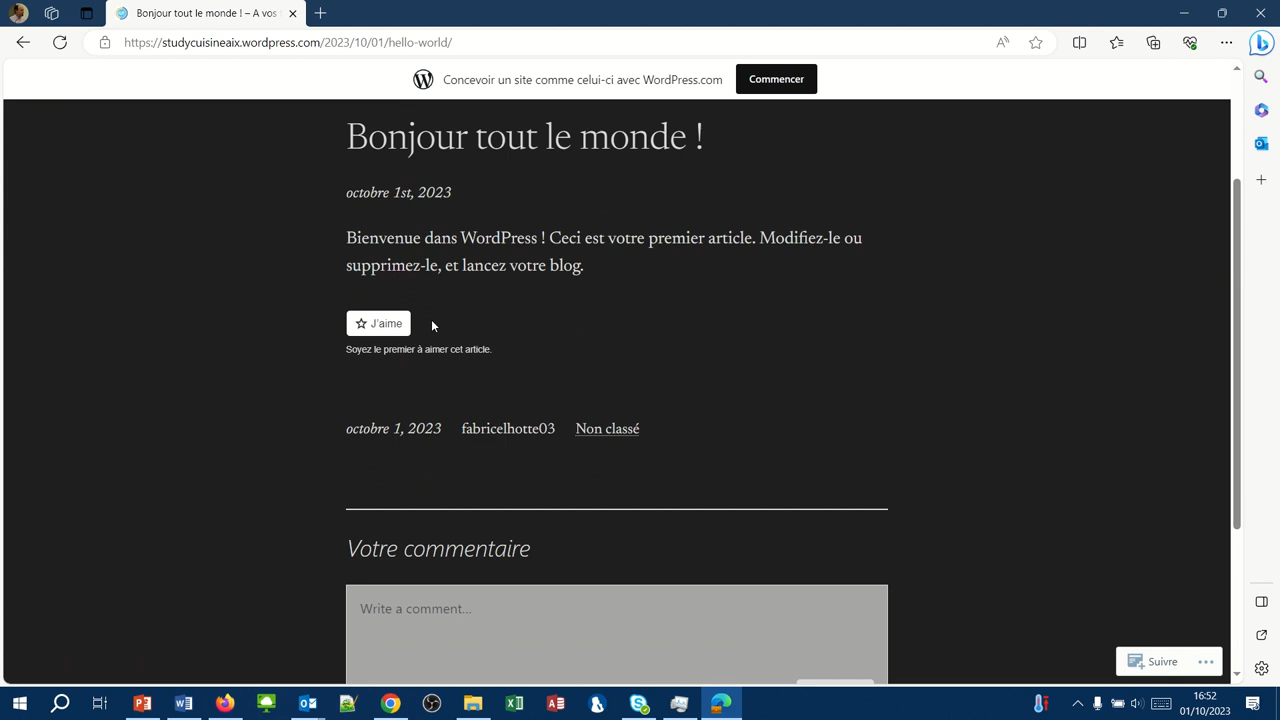 Bonjour tout le monde ! – A vos
https://studycuisineaix.wordpress.com/2023/10/01/hello-world/
Concevoir un site comme celui-ci avec WordPress.com
Commencer
Bonjour tout le monde !
octobre 1st, 2023
Bienvenue dans WordPress ! Ceci est votre premier article. Modifiez-le ou
supprimez-le, et lancez votre blog.
J'aime
Soyez le premier à aimer cet article.
octobre 1, 2023 fabricelhotte03 Non classé
Votre commentaire
Write a comment...
Suivre
16:52
01/10/2023